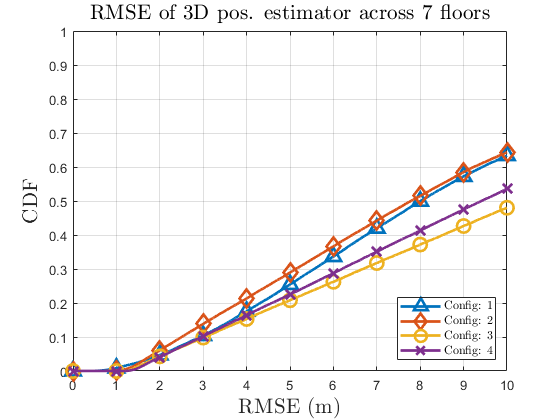 RMSE of 3D pos. estimator across 7 floors
1
0.9
0.8
0.7
0.6
0.5
0.4
0.3
0.2
0.1
0
CDF
Config: 1
Config: 2
Config: 3
Config: 4
0 1 2 3 4 5 6 7 8 9 10
RMSE (m)